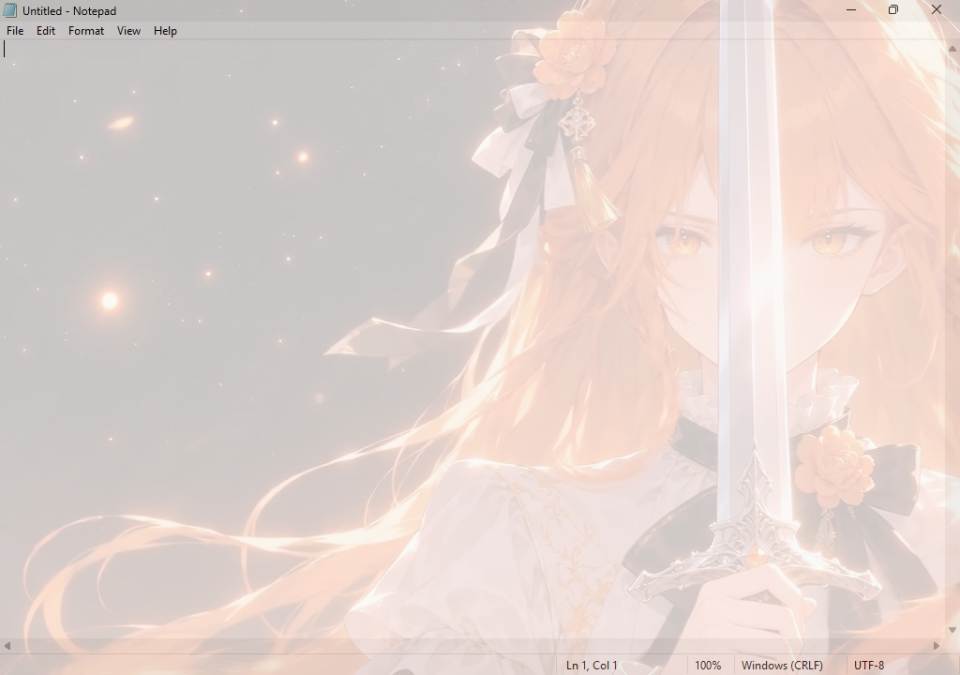 Untitled - Notepad
File Edit Format View Help
Ln 1, Col 1 100% Windows (CRLF) UTF-8